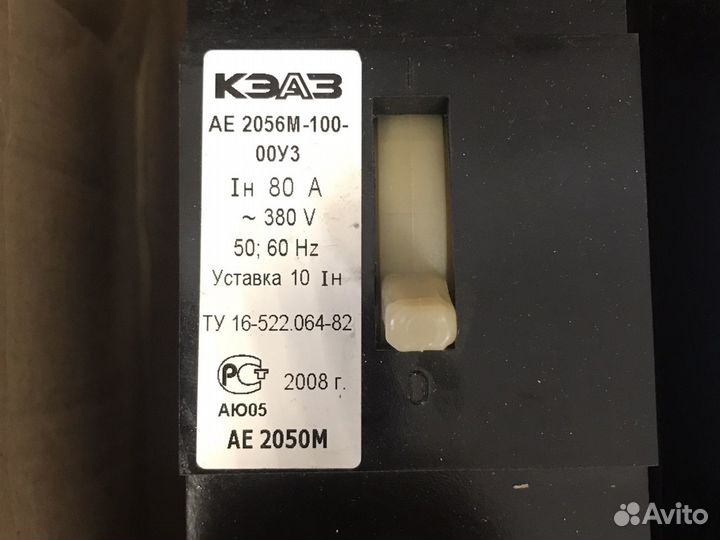 КЭАЗ
АЕ 2056М-100-
00У3
Iн 80 А
~ 380 V
50; 60 Hz
Уставка 10 Iн
ТУ 16-522.064-82
РСТ 2008 г.
АЮ05
АЕ 2050М
I
O
Avito